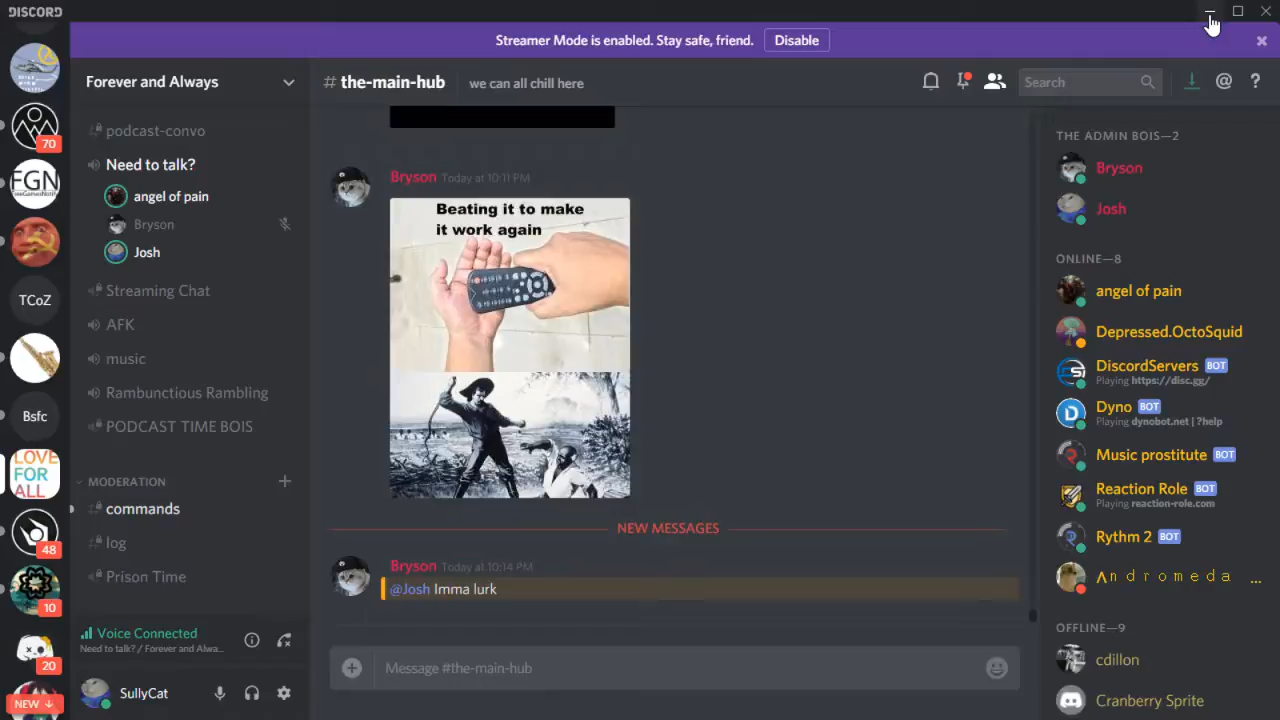 DISCORD
Streamer Mode is enabled. Stay safe, friend.
Disable
Forever and Always
# the-main-hub
we can all chill here
Search
podcast-convo
Need to talk?
angel of pain
Bryson
Josh
Streaming Chat
AFK
music
Rambunctious Rambling
PODCAST TIME BOIS
MODERATION
commands
log
Prison Time
Voice Connected
Need to talk? / Forever and Alwa...
SullyCat
70
FGN
TCoZ
Bsfc
LOVE
FOR
ALL
48
10
20
NEW
Bryson Today at 10:11 PM
Beating it to make
it work again
NEW MESSAGES
Bryson Today at 10:14 PM
@Josh Imma lurk
Message #the-main-hub
THE ADMIN BOIS—2
Bryson
Josh
ONLINE—8
angel of pain
Depressed.OctoSquid
DiscordServers BOT
Playing https://disc.gg/
Dyno BOT
Playing dynobot.net | ?help
Music prostitute BOT
Reaction Role BOT
Playing reaction-role.com
Rythm 2 BOT
Λｎｄｒｏｍｅｄａ ...
OFFLINE—9
cdillon
Cranberry Sprite